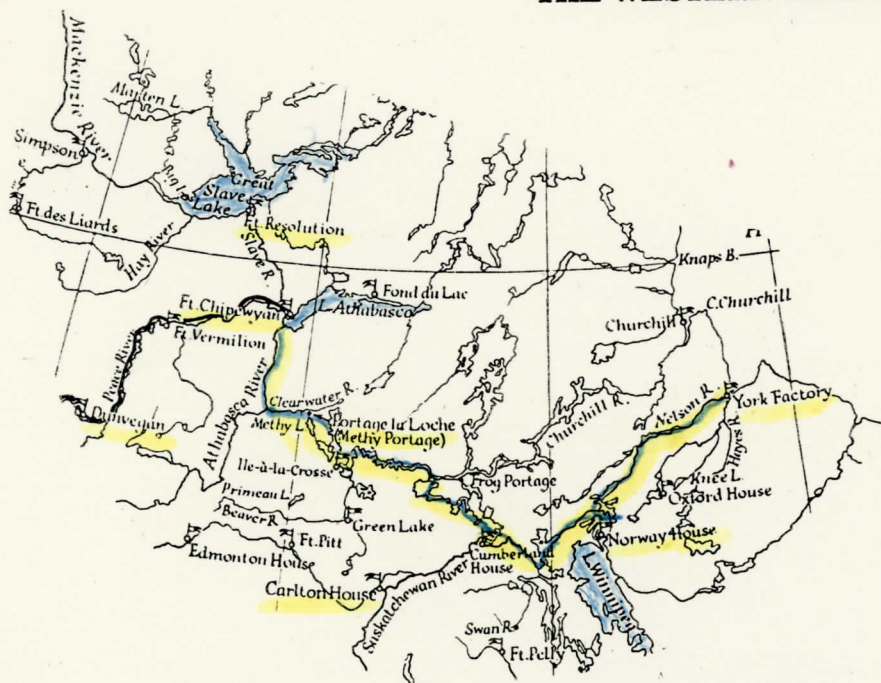 Mackenzie River
Marten L.
Simpson
Great
Slave
Lake
Ft. des Liards
Hay River
Ft. Resolution
Slave R.
Knaps B.
Fond du Lac
Ft. Chipewyan
L. Athabasca
C. Churchill
Churchill
Ft. Vermilion
Peace River
Athabasca River
Clearwater R.
Dunvegan
Methy L.
Portage la Loche
(Methy Portage)
Churchill R.
Nelson R.
York Factory
Hayes R.
Ile-à-la-Crosse
Frog Portage
Knee L.
Oxford House
Primeau L.
Beaver R.
Green Lake
Norway House
Ft. Pitt
Edmonton House
Cumberland
House
L. Winnipeg
Carlton House
Saskatchewan River
Swan R.
Ft. Pelly